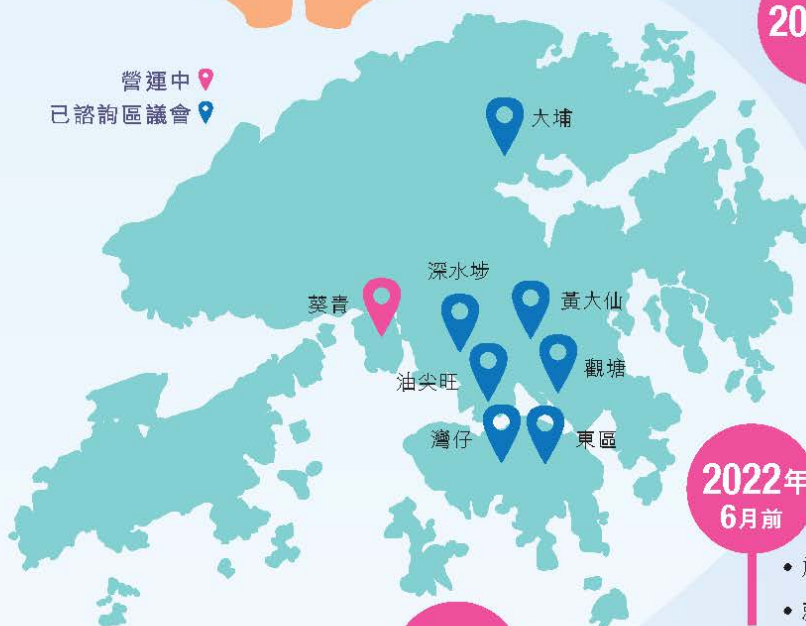 20
營運中
已諮詢區議會
大埔
深水埗
葵青
黃大仙
觀塘
油尖旺
灣仔
東區
2022年
6月前